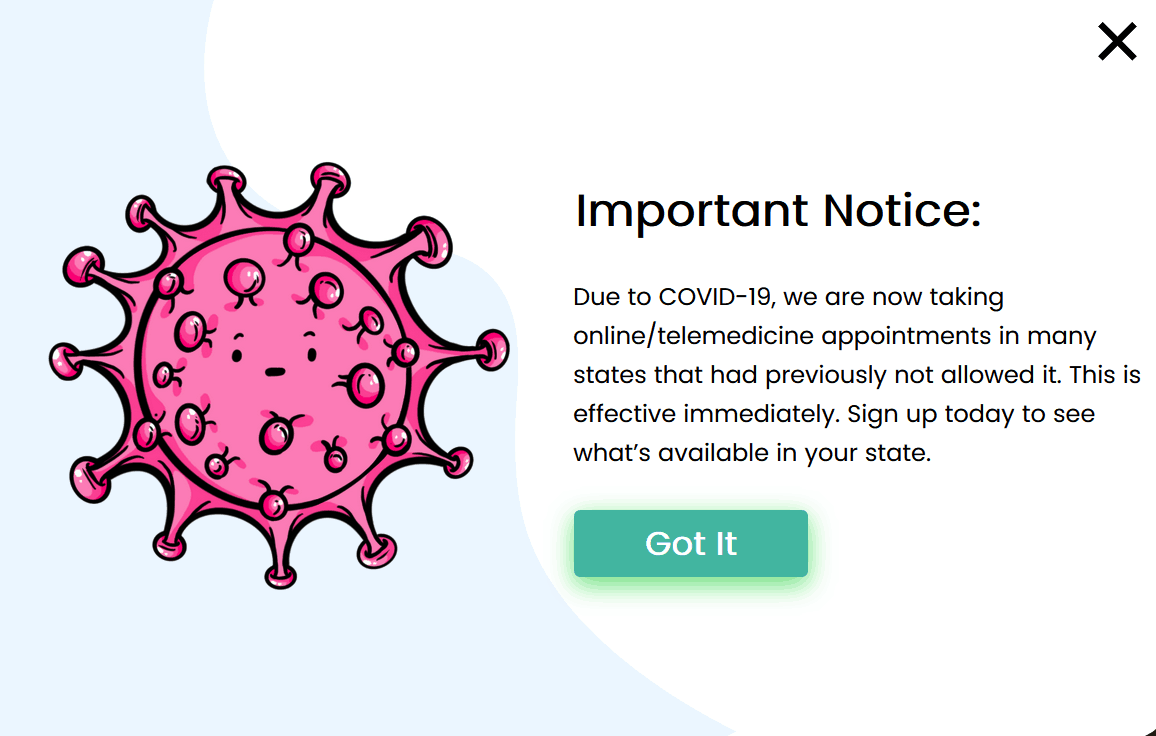 Important Notice:
Due to COVID-19, we are now taking
online/telemedicine appointments in many
states that had previously not allowed it. This is
effective immediately. Sign up today to see
what’s available in your state.
Got It